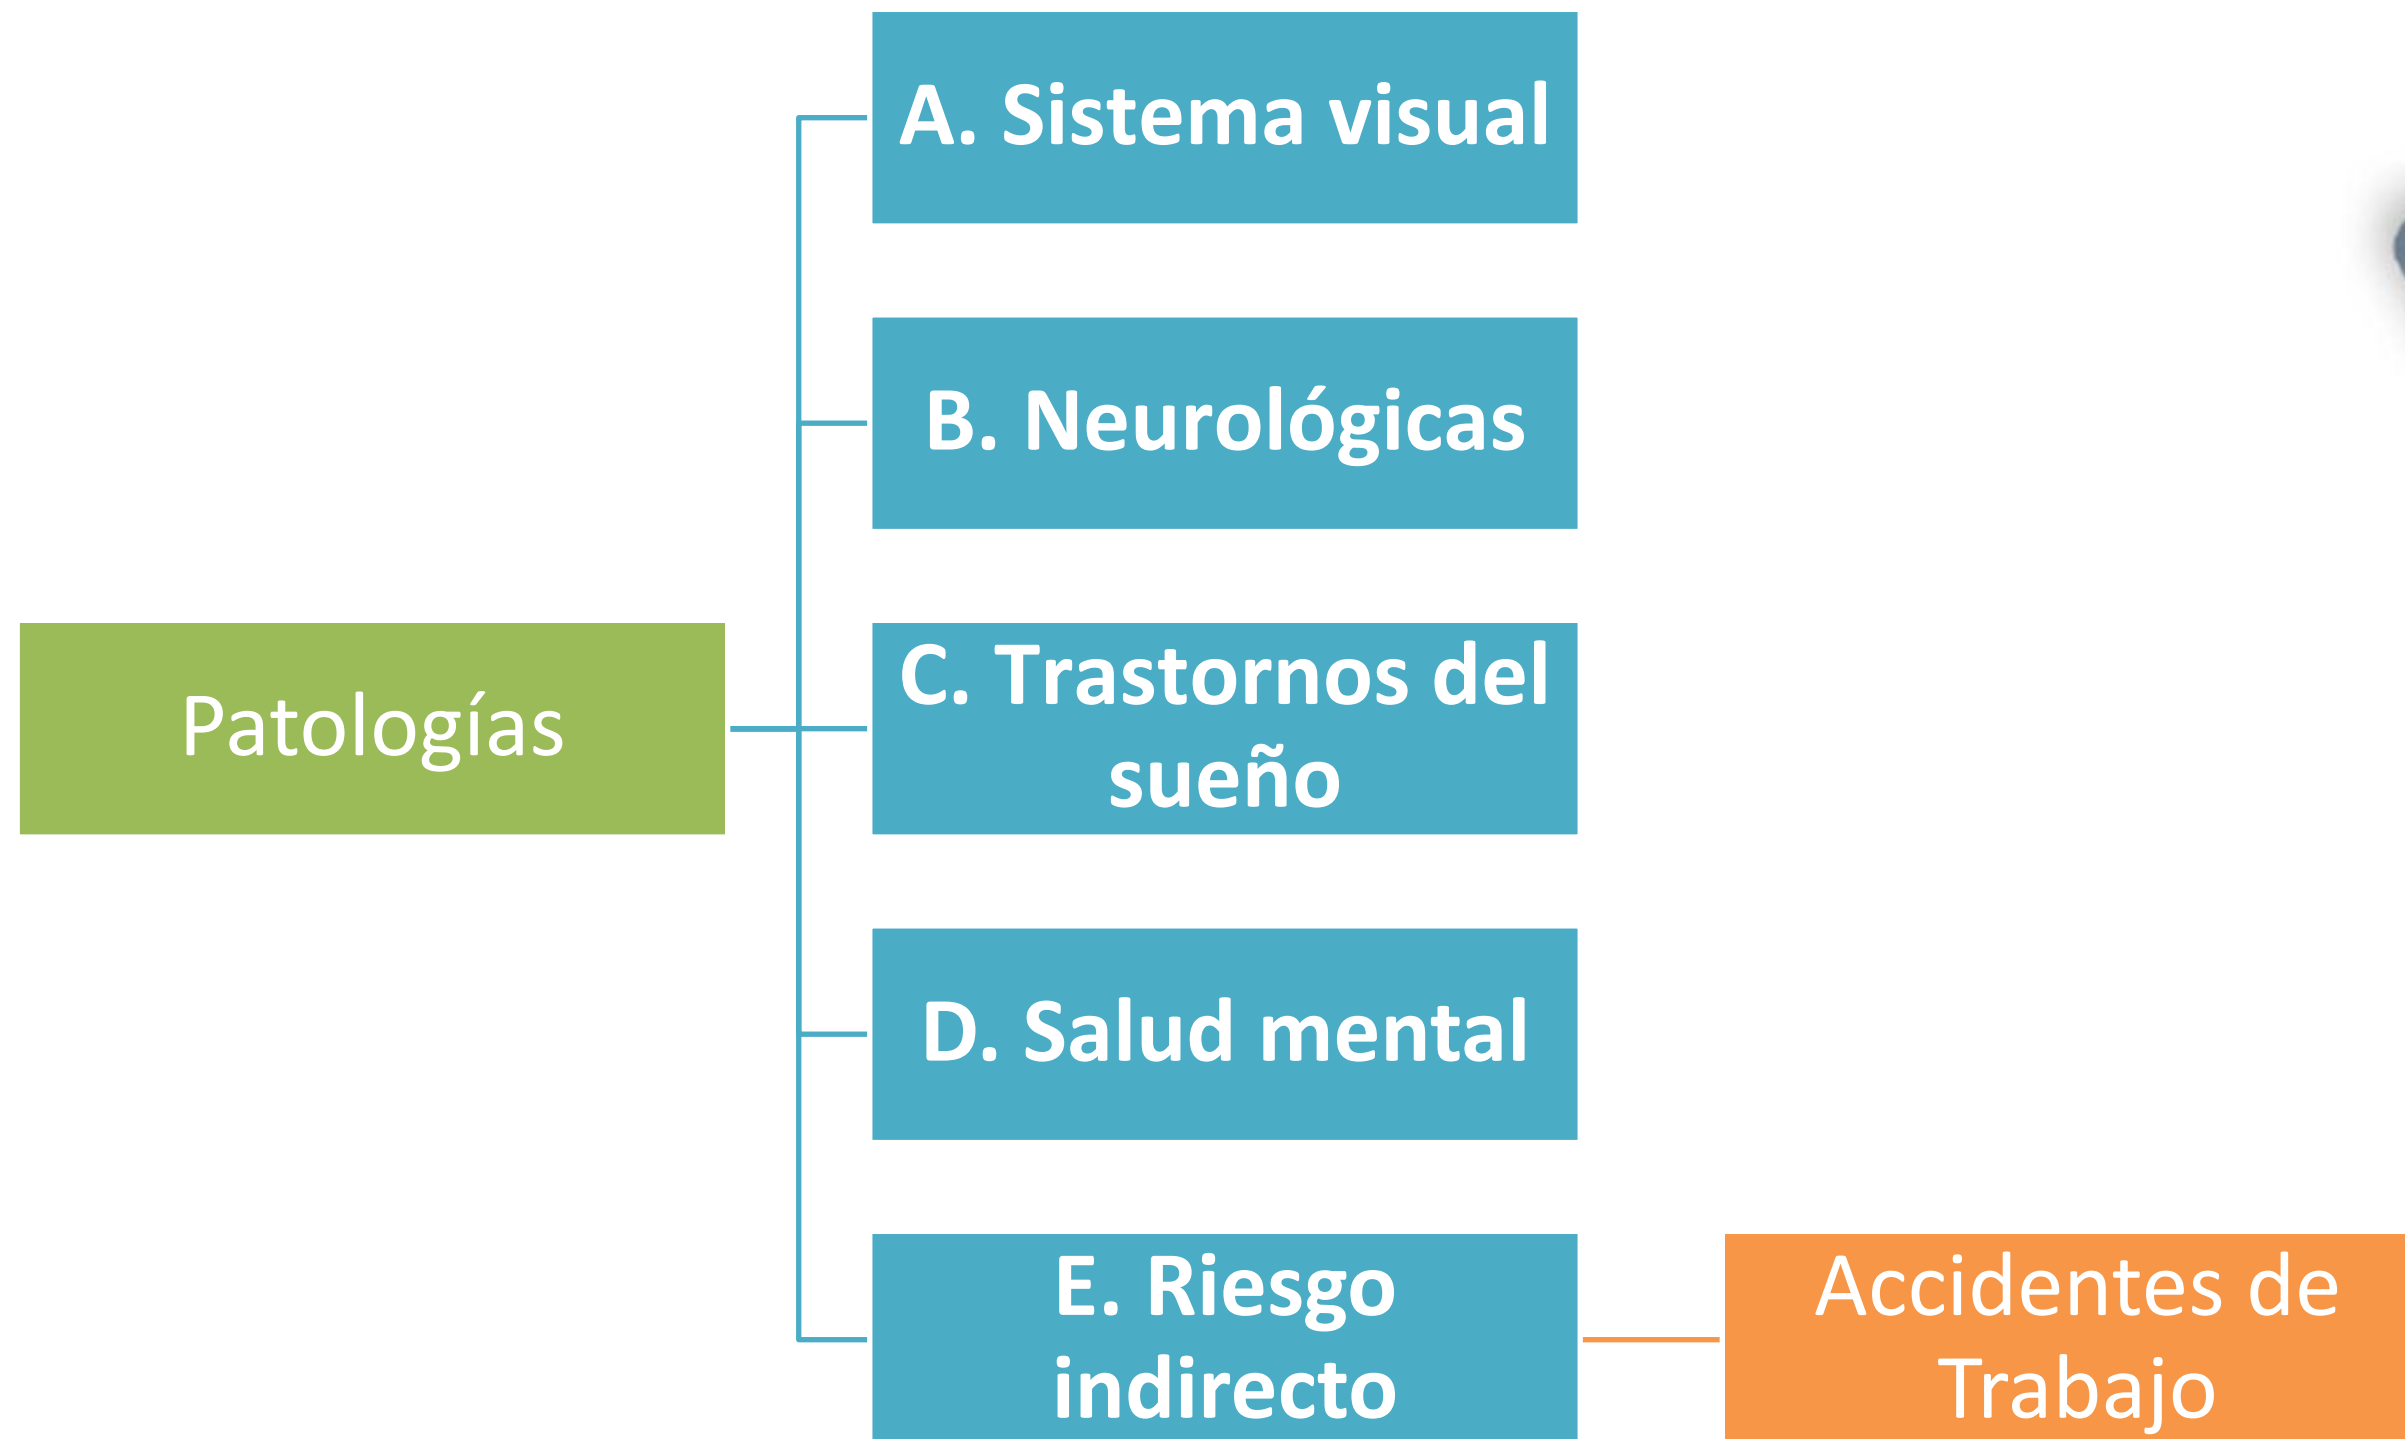 A. Sistema visual
B. Neurológicas
Patologías
C. Trastornos del
sueño
D. Salud mental
E. Riesgo
indirecto
Accidentes de
Trabajo